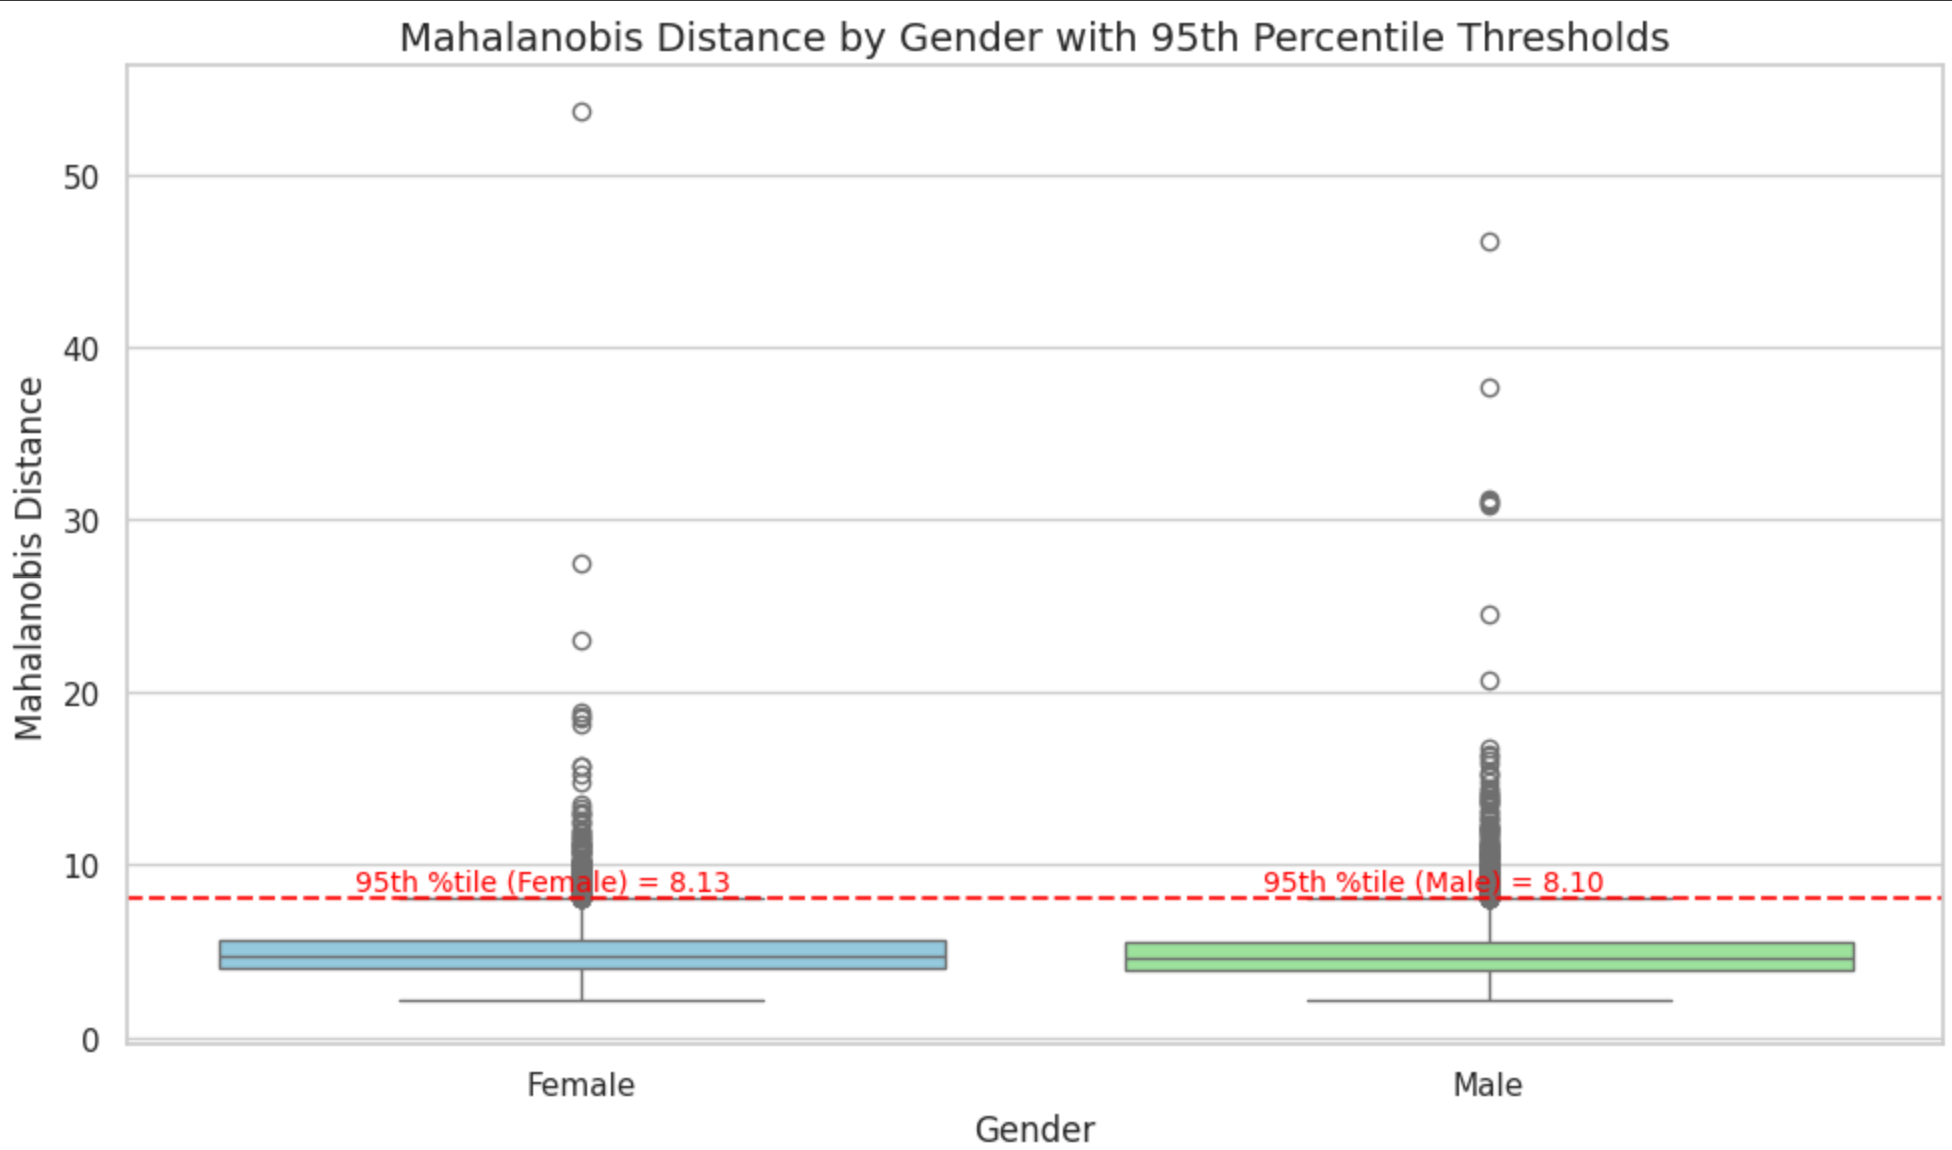 Mahalanobis Distance by Gender with 95th Percentile Thresholds
Mahalanobis Distance
50
40
30
20
10
0
95th %tile (Female) = 8.13
95th %tile (Male) = 8.10
Female
Male
Gender